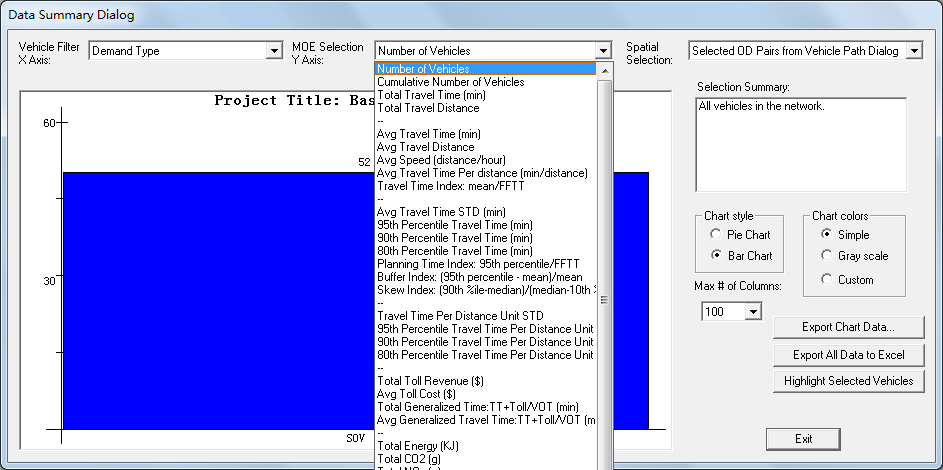 Data Summary Dialog
Vehicle Filter
X Axis:
Demand Type
MOE Selection
Y Axis:
Number of Vehicles
Spatial
Selection:
Selected OD Pairs from Vehicle Path Dialog
Project Title: Bas
60
52
30
SOV
Number of Vehicles
Cumulative Number of Vehicles
Total Travel Time (min)
Total Travel Distance
--
Avg Travel Time (min)
Avg Travel Distance
Avg Speed (distance/hour)
Avg Travel Time Per distance (min/distance)
Travel Time Index: mean/FFTT
--
Avg Travel Time STD (min)
95th Percentile Travel Time (min)
90th Percentile Travel Time (min)
80th Percentile Travel Time (min)
Planning Time Index: 95th percentile/FFTT
Buffer Index: (95th percentile - mean)/mean
Skew Index: (90th %ile-median)/(median-10th %
--
Travel Time Per Distance Unit STD
95th Percentile Travel Time Per Distance Unit
90th Percentile Travel Time Per Distance Unit
80th Percentile Travel Time Per Distance Unit
--
Total Toll Revenue ($)
Avg Toll Cost ($)
Total Generalized Time:TT+Toll/VOT (min)
Avg Generalized Travel Time:TT+Toll/VOT (m
--
Total Energy (KJ)
Total CO2 (g)
Selection Summary:
All vehicles in the network.
Chart style
Pie Chart
Bar Chart
Chart colors
Simple
Gray scale
Custom
Max # of Columns:
100
Export Chart Data...
Export All Data to Excel
Highlight Selected Vehicles
Exit